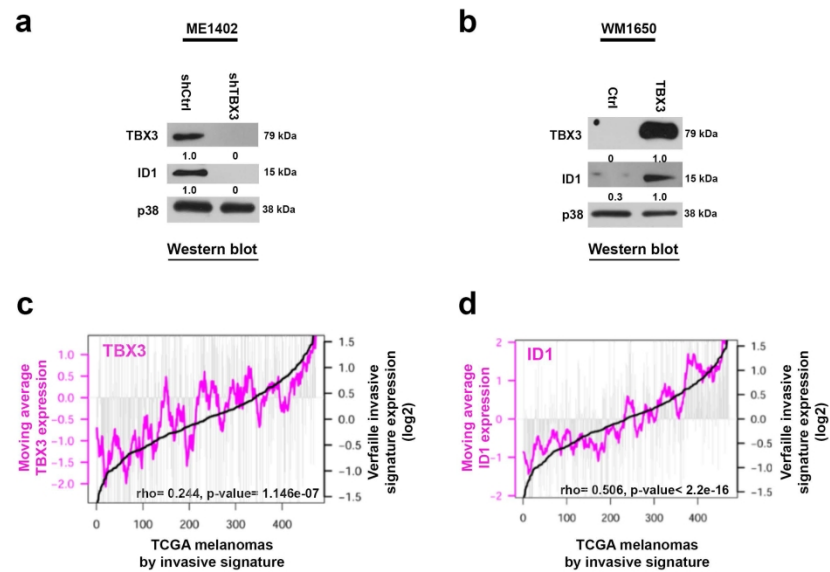 a
ME1402
shCtrl
shTBX3
TBX3
79 kDa
1.0 0
ID1
15 kDa
1.0 0
p38
38 kDa
Western blot
b
WM1650
Ctrl
TBX3
TBX3
79 kDa
0 1.0
ID1
15 kDa
0.3 1.0
p38
38 kDa
Western blot
c
TBX3
Moving average
TBX3 expression
1.0
0.5
0.0
-0.5
-1.0
-1.5
-2.0
1.5
1.0
0.5
0.0
-0.5
-1.0
-1.5
Verfaille invasive
signature expression
(log2)
rho= 0.244, p-value= 1.146e-07
0 100 200 300 400
TCGA melanomas
by invasive signature
d
ID1
Moving average
ID1 expression
2
1
0
-1
-2
1.5
1.0
0.5
0.0
-0.5
-1.0
-1.5
Verfaille invasive
signature expression
(log2)
rho= 0.506, p-value< 2.2e-16
0 100 200 300 400
TCGA melanomas
by invasive signature